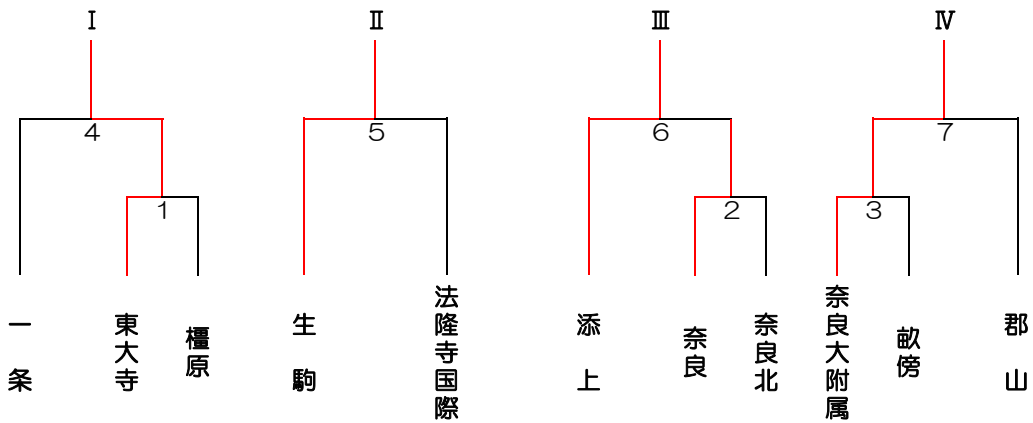 Ⅰ
Ⅱ
Ⅲ
Ⅳ
4
5
6
7
1
2
3
一条
東大寺
橿原
生駒
法隆寺国際
添上
奈良
奈良北
奈良大附属
畝傍
郡山